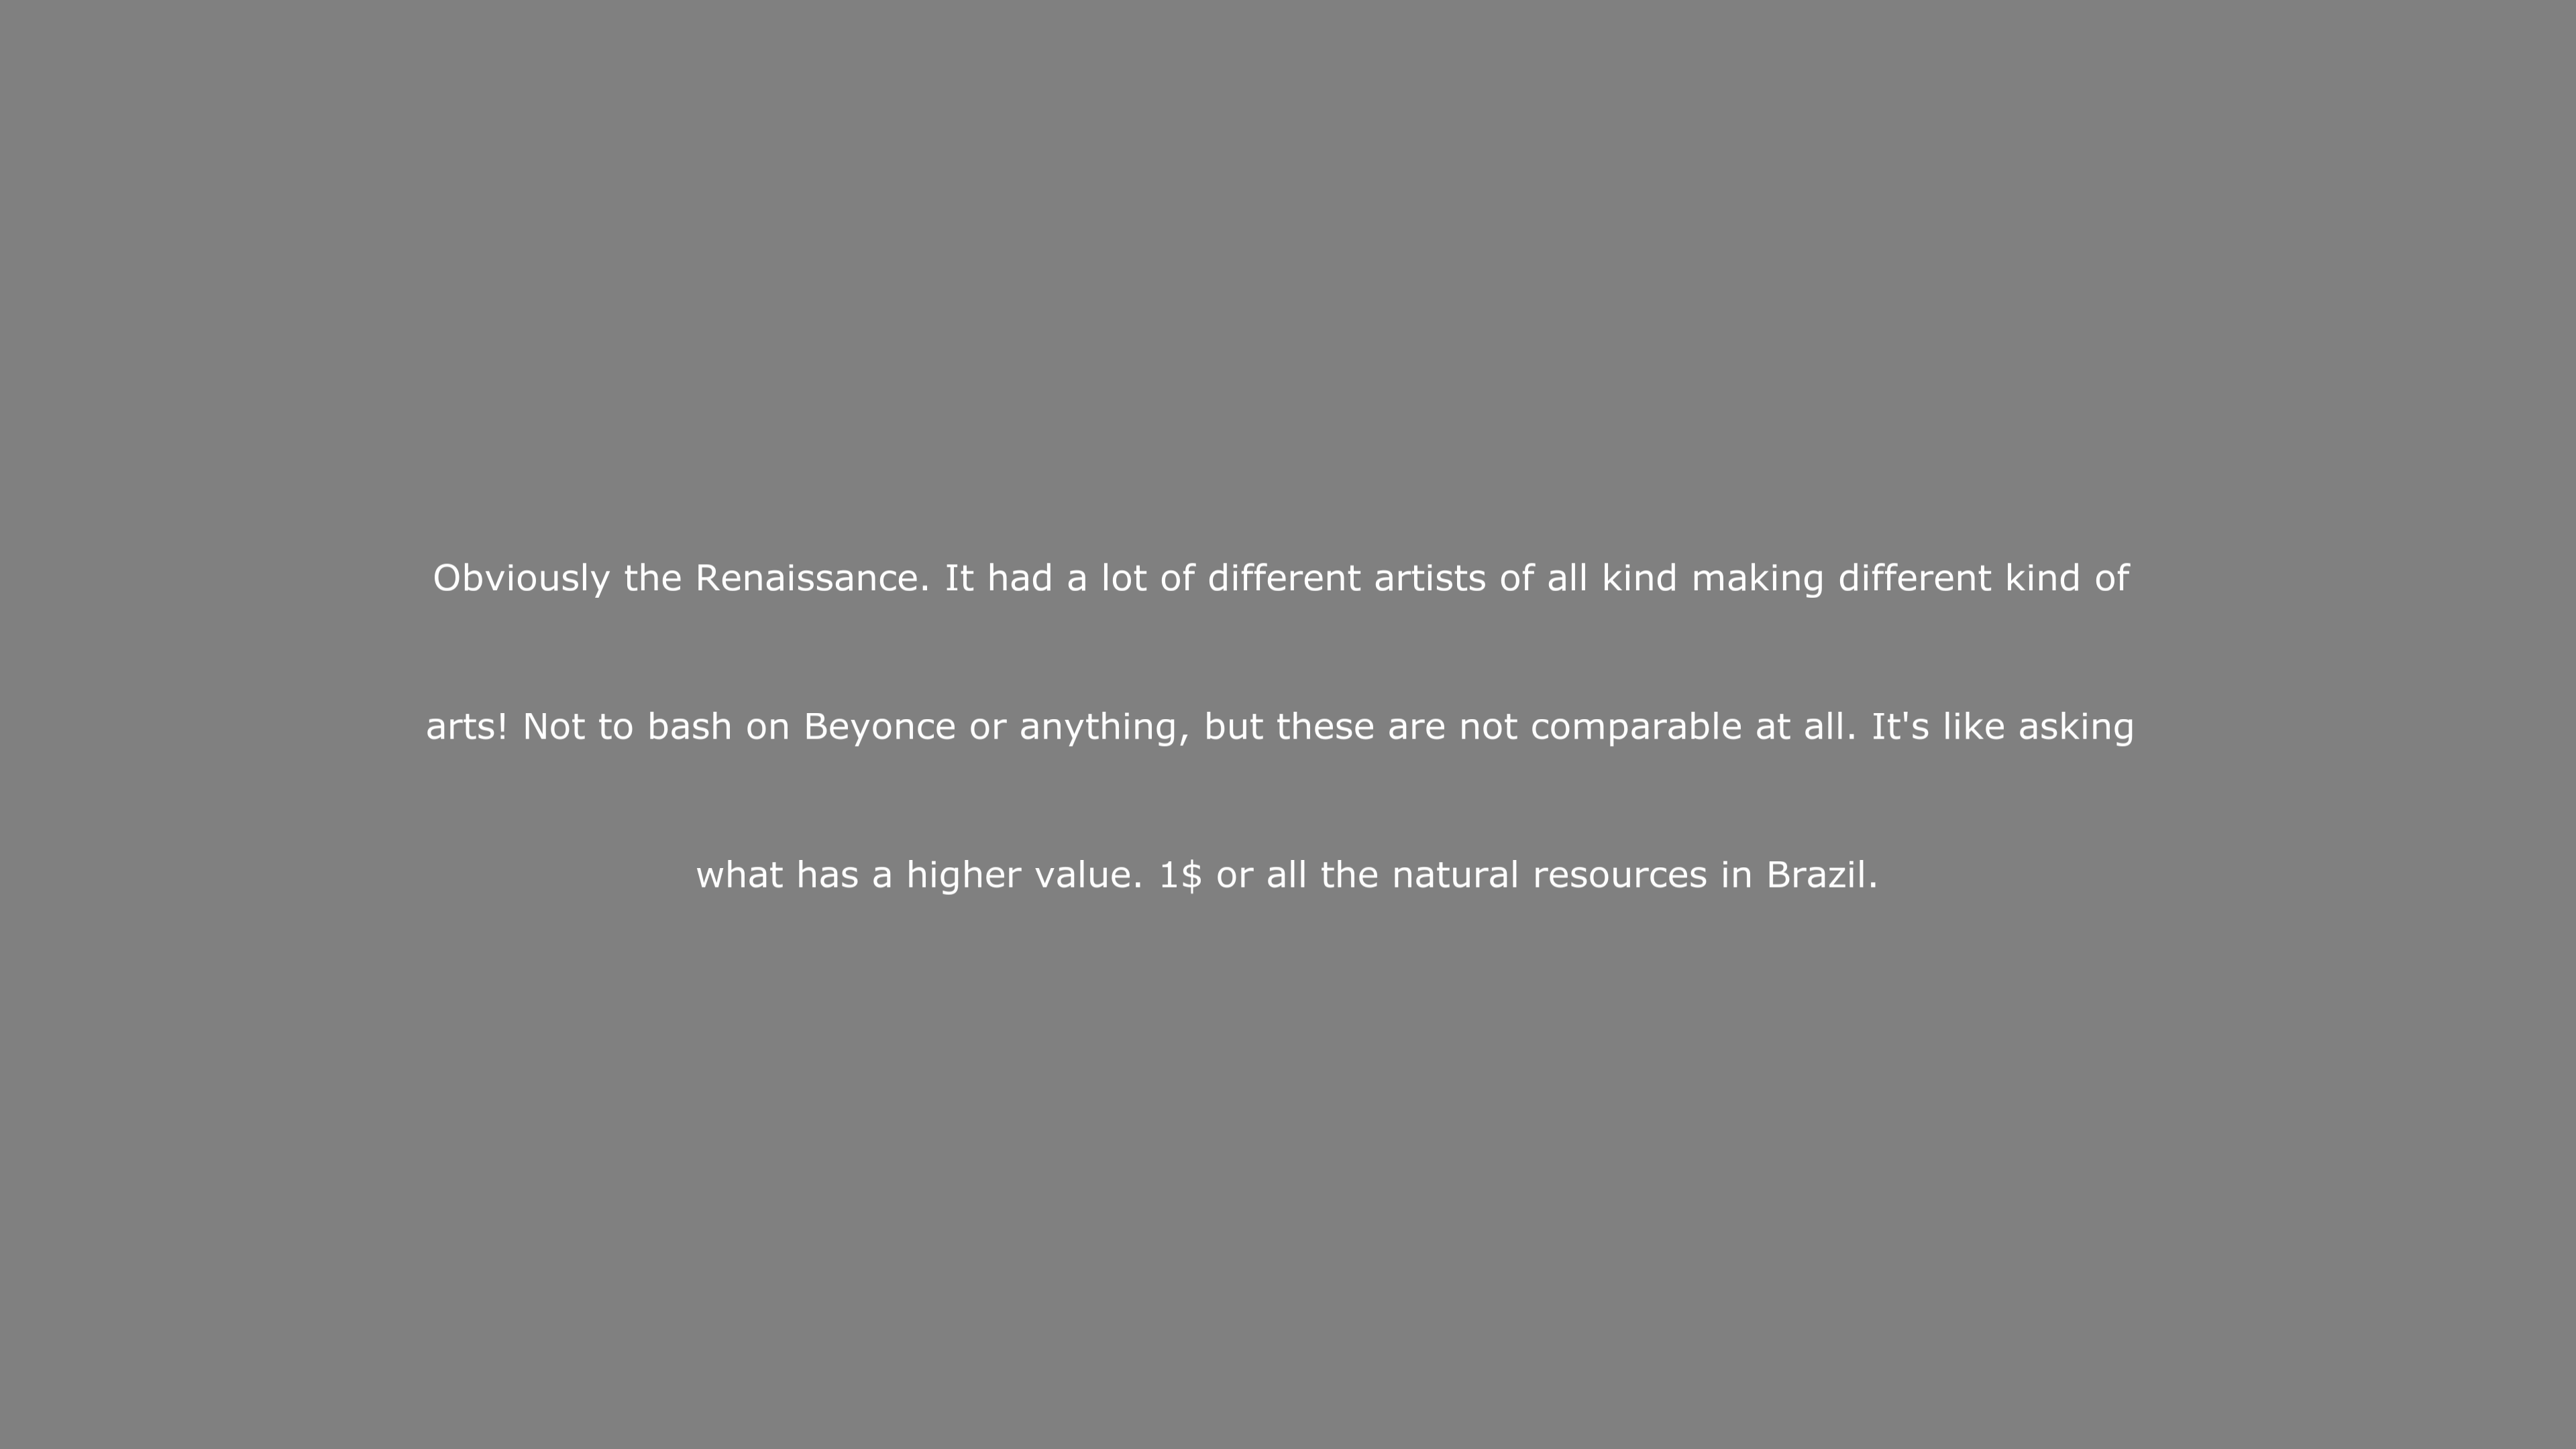 Obviously the Renaissance. It had a lot of different artists of all kind making different kind of
arts! Not to bash on Beyonce or anything, but these are not comparable at all. It's like asking
what has a higher value. 1$ or all the natural resources in Brazil.